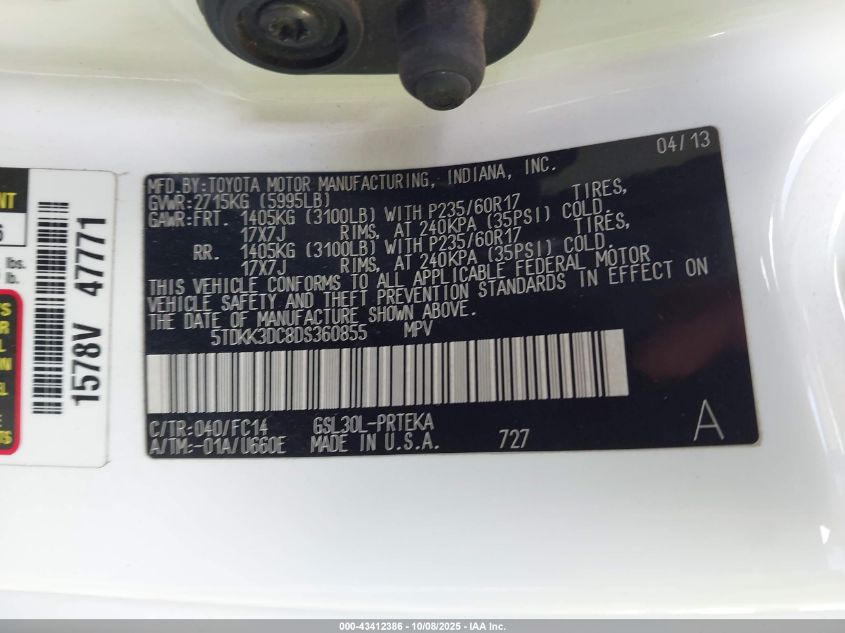 04/13
MFD.BY:TOYOTA MOTOR MANUFACTURING, INDIANA, INC.
GVWR:2715KG (5995LB)
GAWR:FRT. 1405KG (3100LB) WITH P235/60R17 TIRES,
17X7J RIMS, AT 240KPA (35PSI) COLD.
RR. 1405KG (3100LB) WITH P235/60R17 TIRES,
17X7J RIMS, AT 240KPA (35PSI) COLD.
THIS VEHICLE CONFORMS TO ALL APPLICABLE FEDERAL MOTOR
VEHICLE SAFETY AND THEFT PREVENTION STANDARDS IN EFFECT ON
THE DATE OF MANUFACTURE SHOWN ABOVE.
5TDKK3DC8DS360855 MPV
C/TR:040/FC14 GSL30L-PRTEKA
A/TM:-01A/U660E MADE IN U.S.A. 727 A
1578V 47771
lbs.
lb.
000-43412386 - 10/08/2025 - IAA Inc.